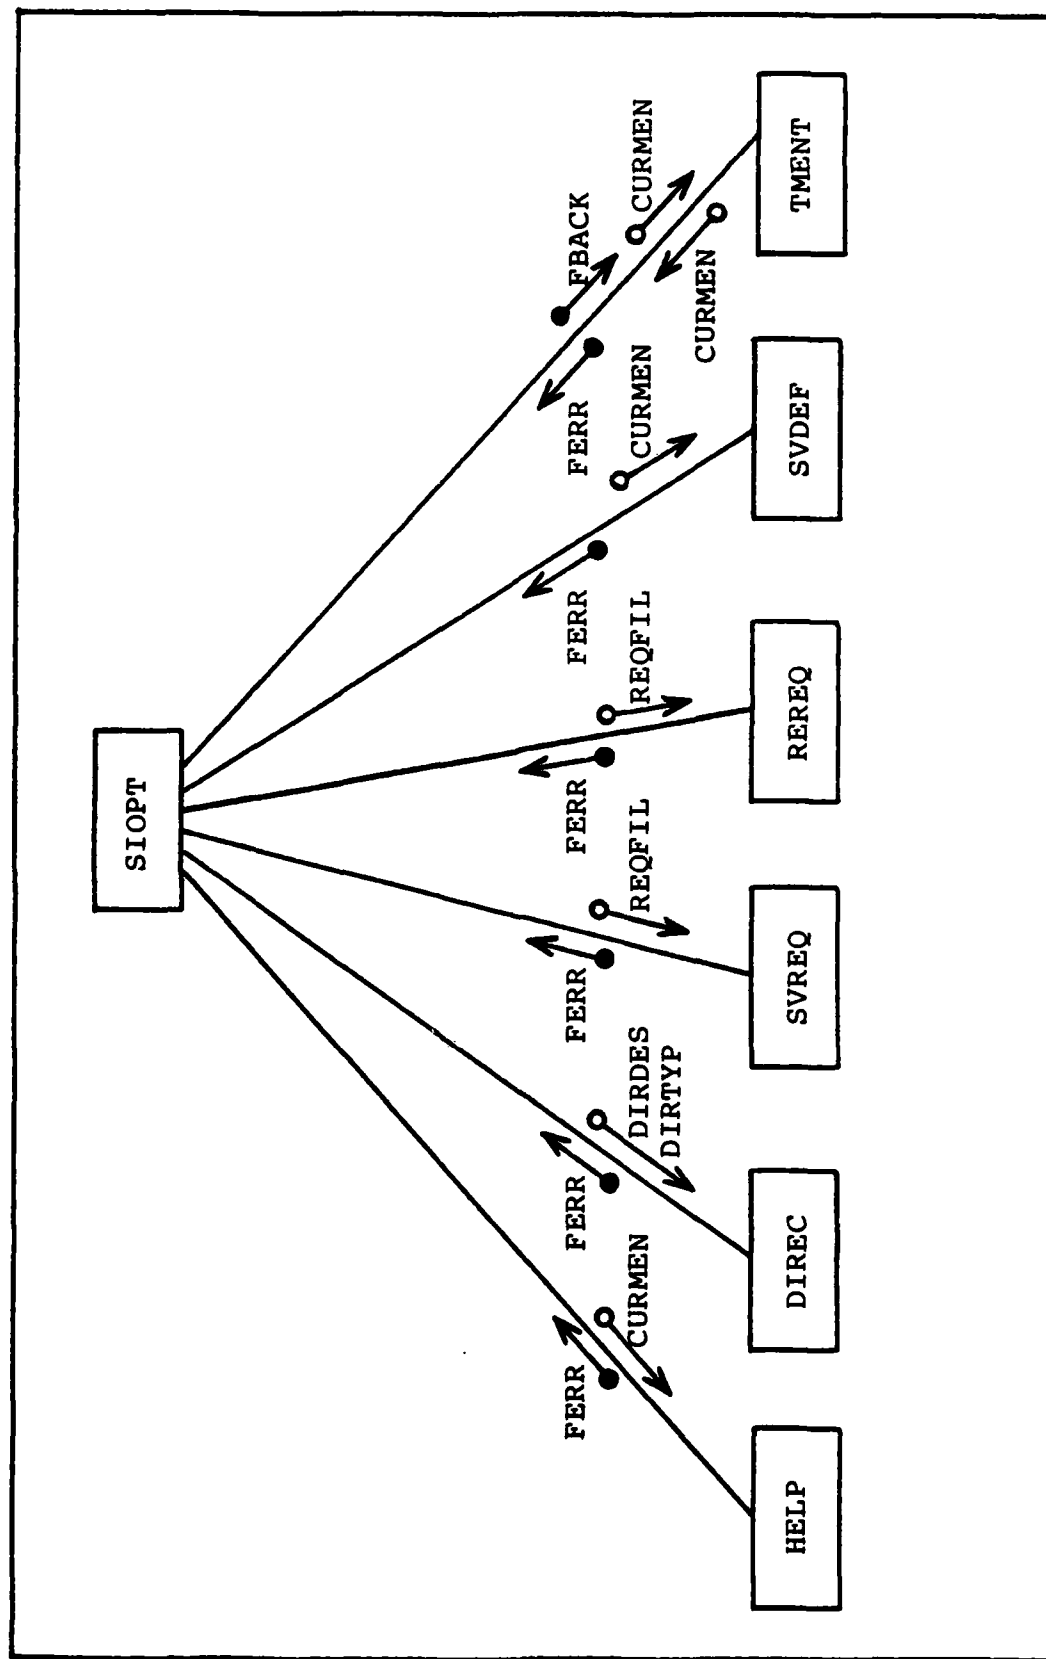 SIOPT
FERR
CURMEN
FERR
DIRDES
DIRTYP
FERR
REQFIL
FERR
REQFIL
FERR
CURMEN
FERR
FBACK
CURMEN
CURMEN
HELP
DIREC
SVREQ
REREQ
SVDEF
TMENT